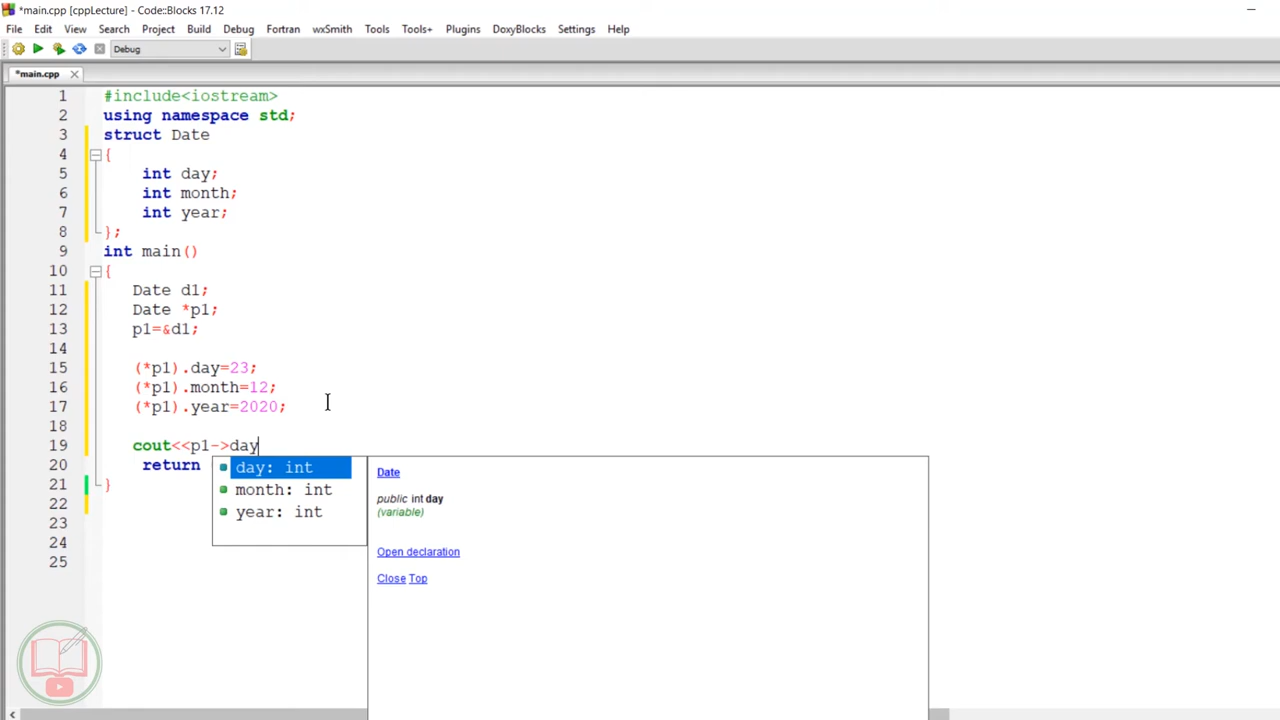 *main.cpp [cppLecture] - Code::Blocks 17.12
File Edit View Search Project Build Debug Fortran wxSmith Tools Tools+ Plugins DoxyBlocks Settings Help
Debug
*main.cpp
1 #include<iostream>
2 using namespace std;
3 struct Date
4 {
5 int day;
6 int month;
7 int year;
8 };
9 int main()
10 {
11 Date d1;
12 Date *p1;
13 p1=&d1;
14
15 (*p1).day=23;
16 (*p1).month=12;
17 (*p1).year=2020;
18
19 cout<<p1->day
20 return
21 }
22
23
24
25
day: int
month: int
year: int
Date
public int day
(variable)
Open declaration
Close Top